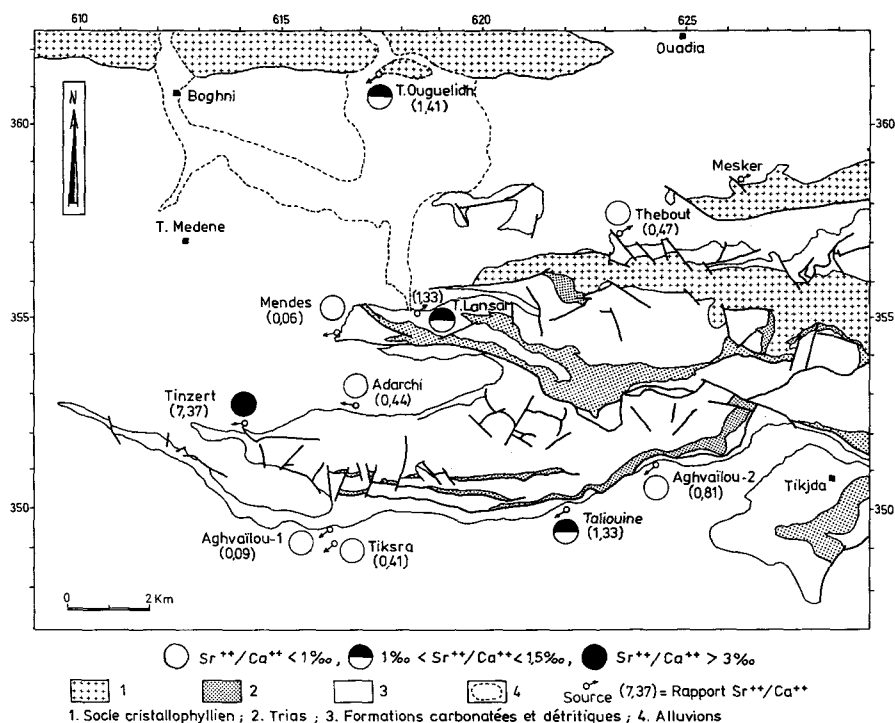 610 615 620 625
Ouadia
360
360
N
Boghni
T. Ouguelidh
(1,41)
Mesker
Thebout
(0,47)
T. Medene
355
355
Mendes
(0,06)
(1,33)
T. Lansar
Adarchi
(0,44)
Tinzert
(7,37)
350
350
Aghvaïlou-2
(0,81)
Tikjda
Taliouine
(1,33)
Aghvaïlou-1
(0,09)
Tiksra
(0,41)
0 2 Km
Sr++/Ca++ < 1‰ , 1‰ < Sr++/Ca++ < 1,5‰ , Sr++/Ca++ > 3‰
1 2 3 4 Source (7,37) = Rapport Sr++/Ca++
1. Socle cristallophyllien ; 2. Trias ; 3. Formations carbonatées et détritiques ; 4. Alluvions